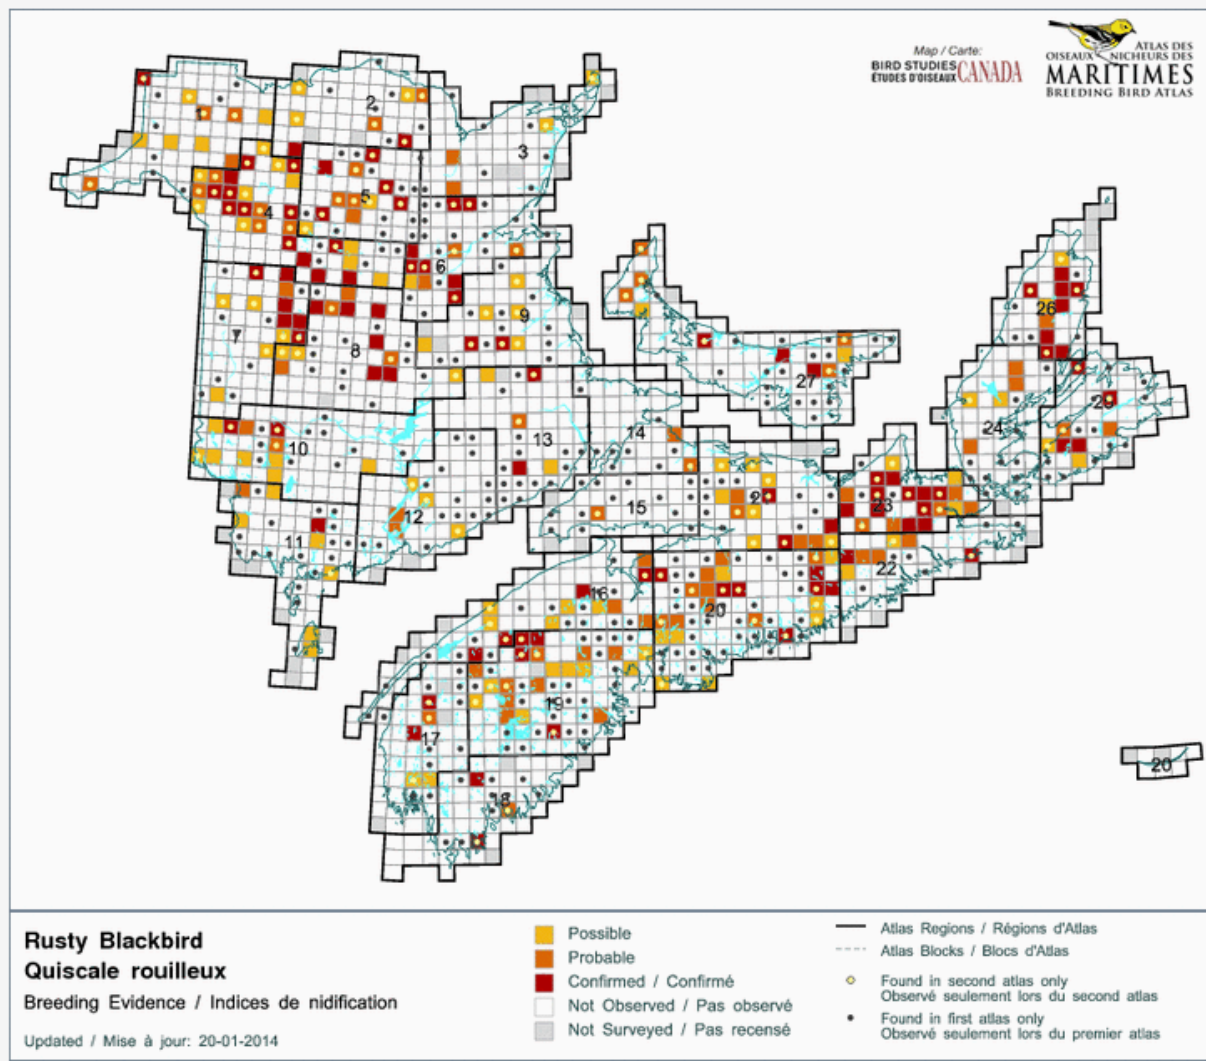 Map / Carte:
BIRD STUDIES
ÉTUDES D'OISEAUX CANADA
ATLAS DES
OISEAUX NICHEURS DES
MARITIMES
BREEDING BIRD ATLAS
1
2
3
4
5
6
7
8
9
10
11
12
13
14
15
16
17
18
19
20
2
22
23
24
25
26
27
20
Rusty Blackbird
Quiscale rouilleux
Breeding Evidence / Indices de nidification
Updated / Mise à jour: 20-01-2014
Possible
Probable
Confirmed / Confirmé
Not Observed / Pas observé
Not Surveyed / Pas recensé
Atlas Regions / Régions d'Atlas
Atlas Blocks / Blocs d'Atlas
Found in second atlas only
Observé seulement lors du second atlas
Found in first atlas only
Observé seulement lors du premier atlas